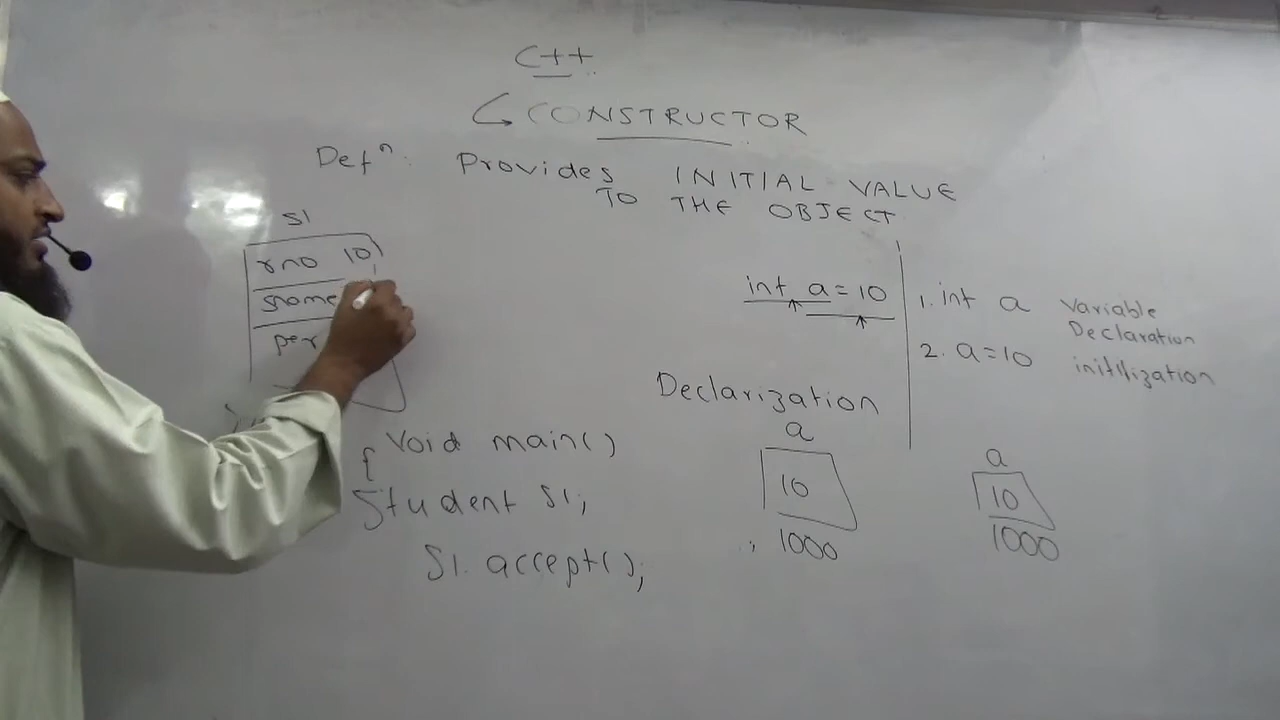 C++
CONSTRUCTOR
Defⁿ: Provides INITIAL VALUE
TO THE OBJECT
S1
rno 10
sname
per
void main()
{
Student S1;
S1.accept();
int a = 10
Declarization
a
10
1000
1. int a Variable
Declaration
2. a=10 initilization
a
10
1000